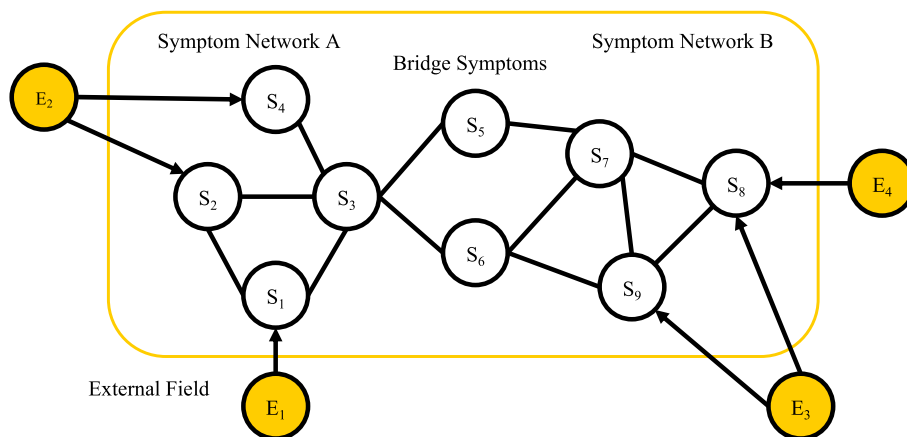 Symptom Network A
Symptom Network B
Bridge Symptoms
E₂
S₄
S₅
S₇
S₂
S₃
S₈
E₄
S₆
S₁
S₉
External Field
E₁
E₃